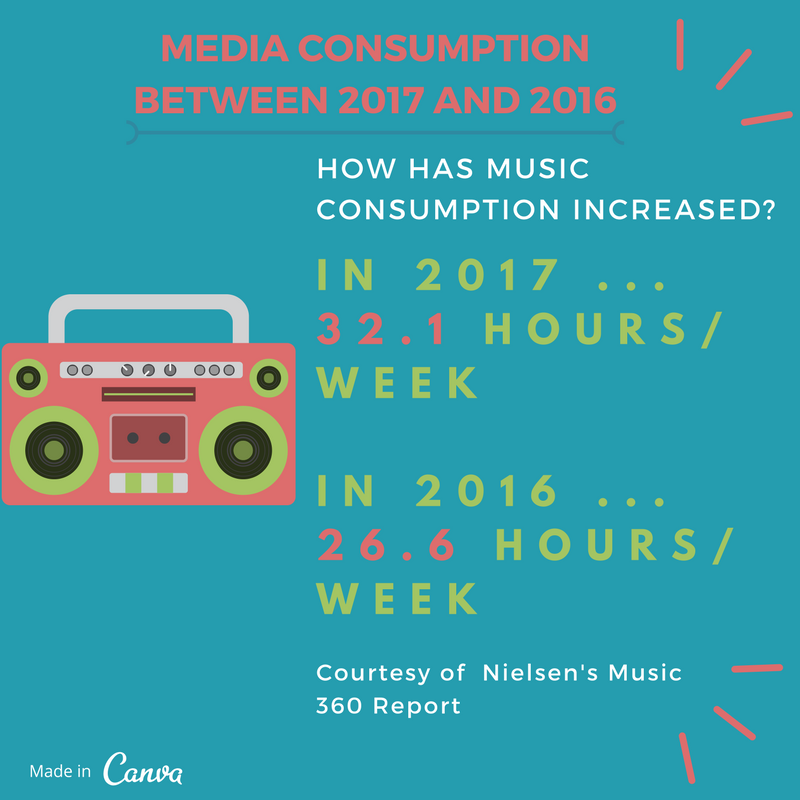 MEDIA CONSUMPTION
BETWEEN 2017 AND 2016
HOW HAS MUSIC
CONSUMPTION INCREASED?
IN 2017 ...
32.1 HOURS/
WEEK
IN 2016 ...
26.6 HOURS/
WEEK
Courtesy of Nielsen's Music
360 Report
Made in Canva